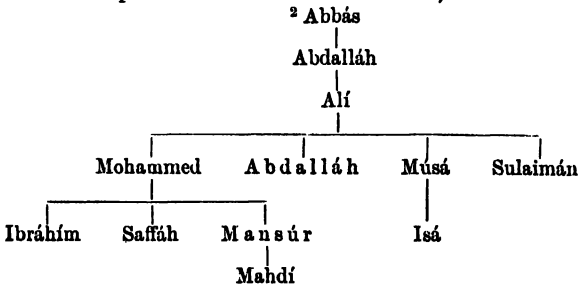 ² Abbás
Abdalláh
Alí
Mohammed Abdalláh Músá Sulaimán
Ibráhím Saffáh Mansúr Isá
Mahdí